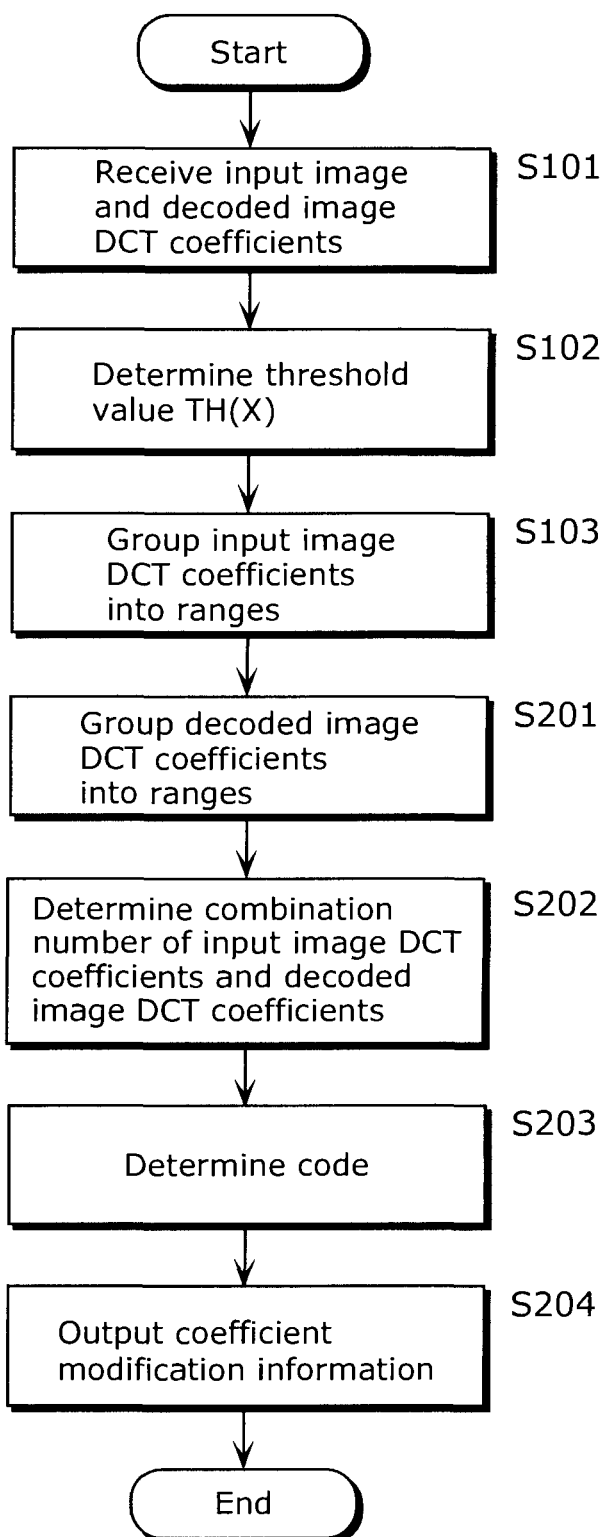 Start
S101
Receive input image
and decoded image
DCT coefficients
S102
Determine threshold
value TH(X)
S103
Group input image
DCT coefficients
into ranges
S201
Group decoded image
DCT coefficients
into ranges
S202
Determine combination
number of input image DCT
coefficients and decoded
image DCT coefficients
S203
Determine code
S204
Output coefficient
modification information
End